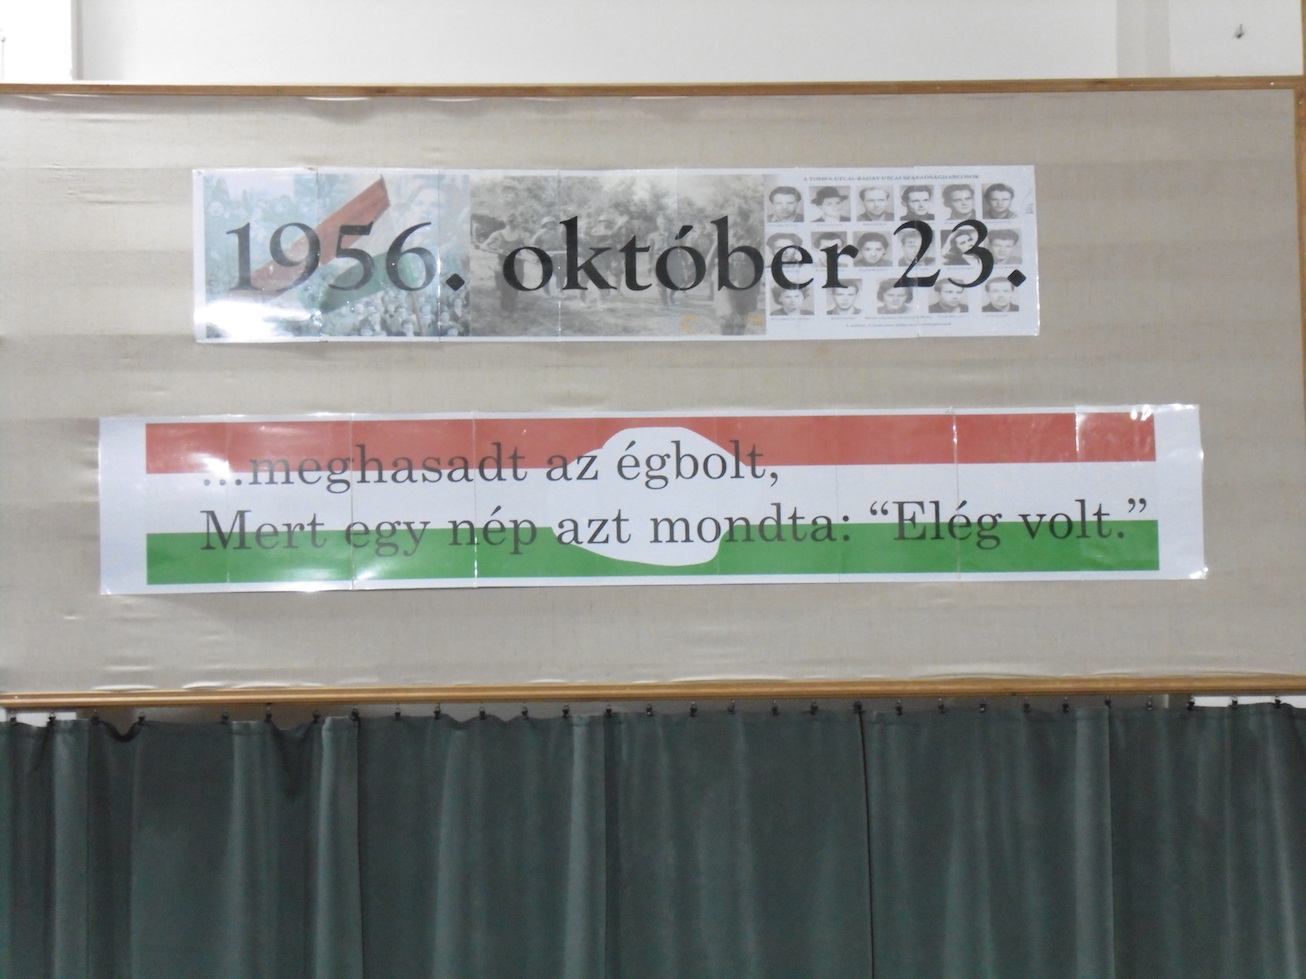 1956. október 23.
...meghasadt az égbolt,
Mert egy nép azt mondta: “Elég volt.”